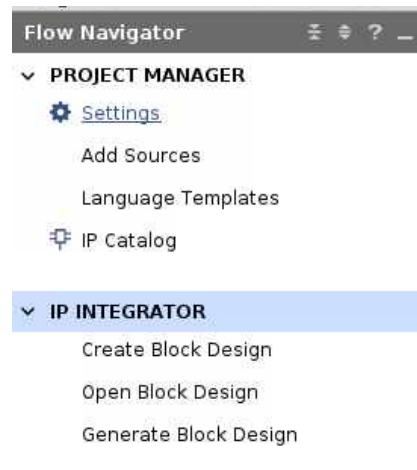 Flow Navigator ?
PROJECT MANAGER
Settings
Add Sources
Language Templates
IP Catalog
IP INTEGRATOR
Create Block Design
Open Block Design
Generate Block Design